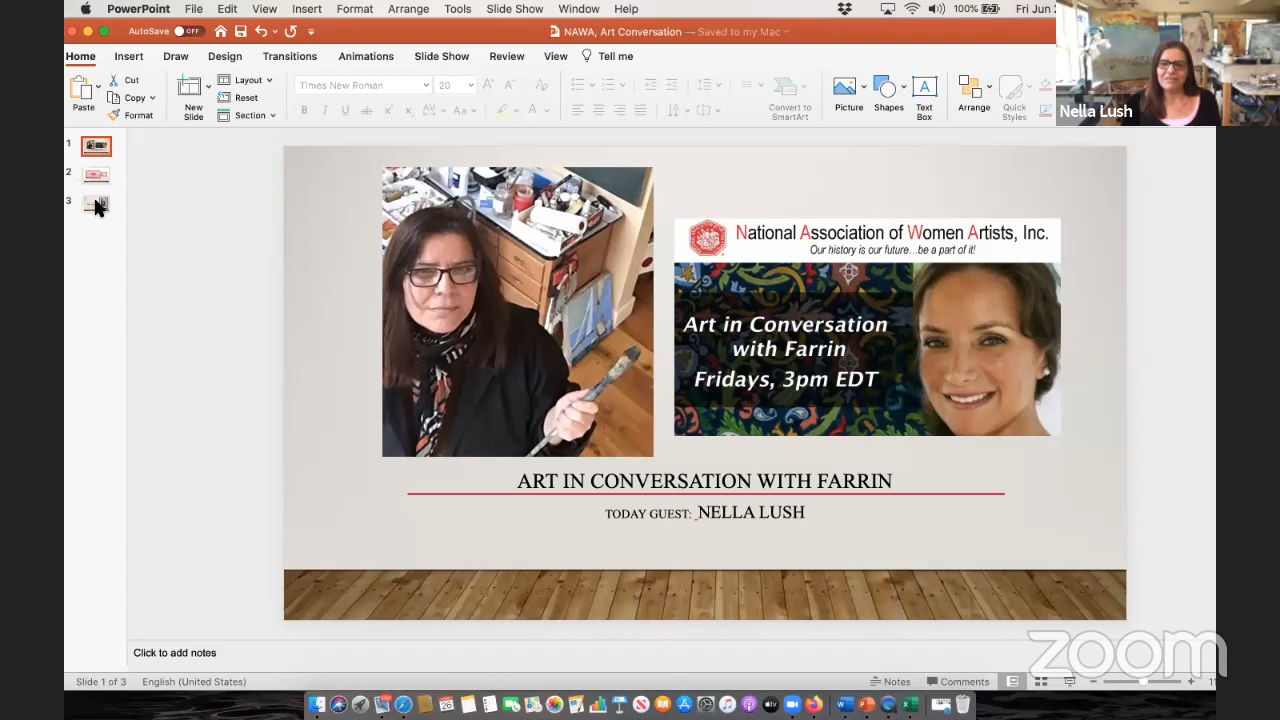 PowerPoint File Edit View Insert Format Arrange Tools Slide Show Window Help 100% Fri Jun
AutoSave OFF NAWA, Art Conversation — Saved to my Mac
Home Insert Draw Design Transitions Animations Slide Show Review View Tell me
Paste
Cut
Copy
Format
New
Slide
Layout
Reset
Section
Times New Roman 20
Convert to
SmartArt
Picture
Shapes
Text
Box
Arrange
Quick
Styles
Nella Lush
1
2
3
National Association of Women Artists, Inc.
Our history is our future...be a part of it!
Art in Conversation
with Farrin
Fridays, 3pm EDT
ART IN CONVERSATION WITH FARRIN
TODAY GUEST: NELLA LUSH
Click to add notes
zoom
Slide 1 of 3 English (United States) Notes Comments